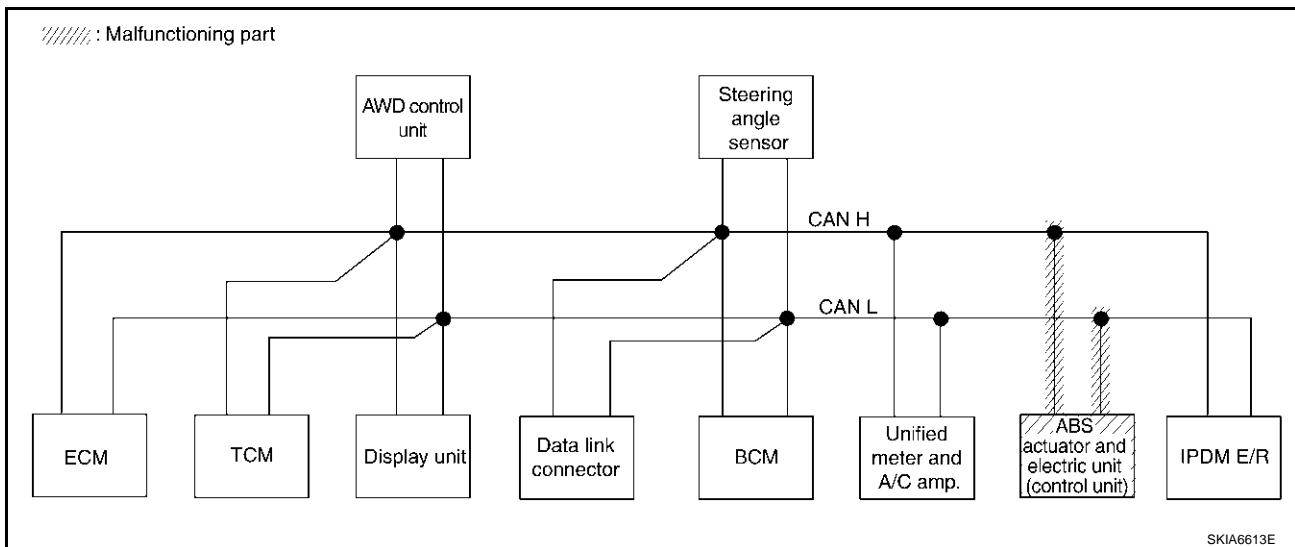 : Malfunctioning part
AWD control
unit
Steering
angle
sensor
CAN H
CAN L
ECM
TCM
Display unit
Data link
connector
BCM
Unified
meter and
A/C amp.
ABS
actuator and
electric unit
(control unit)
IPDM E/R
SKIA6613E